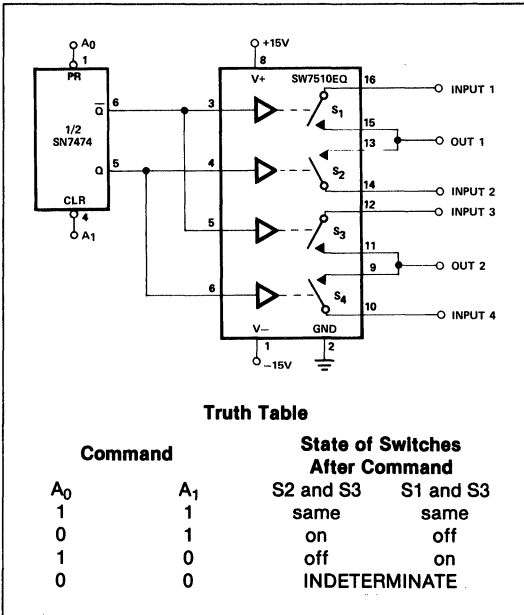 A0
+15V
1
8
PR
V+
SW7510EQ
16
INPUT 1
Q
6
3
S1
15
1/2
SN7474
13
OUT 1
Q
5
4
S2
14
INPUT 2
12
INPUT 3
CLR
5
S3
4
11
A1
9
OUT 2
6
S4
10
INPUT 4
V–
GND
1
2
–15V
Truth Table
Command
State of Switches
After Command
A0 A1 S2 and S3 S1 and S3
1 1 same same
0 1 on off
1 0 off on
0 0 INDETERMINATE